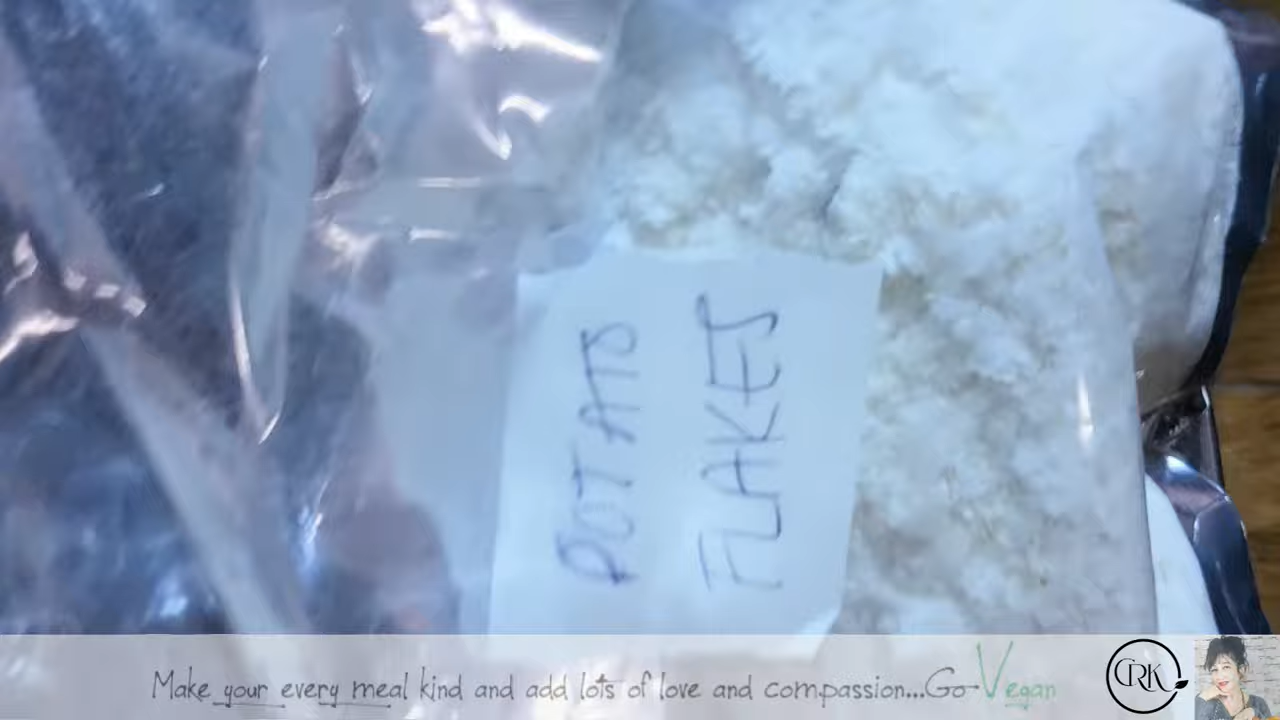 POTATO
FLAKES
Make your every meal kind and add lots of love and compassion...Go Vegan
CRK